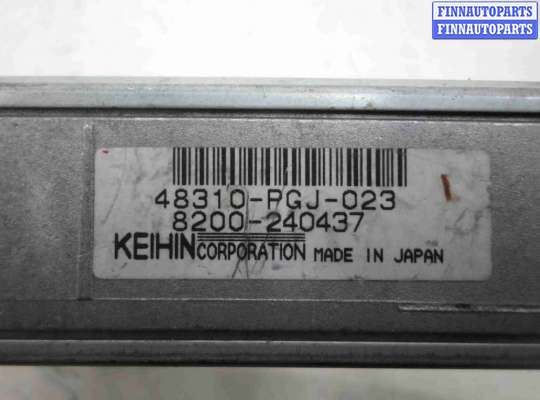 FINNAUTOPARTS
FINNAUTOPARTS
48310-PGJ-023
8200-240437
KEIHIN CORPORATION MADE IN JAPAN